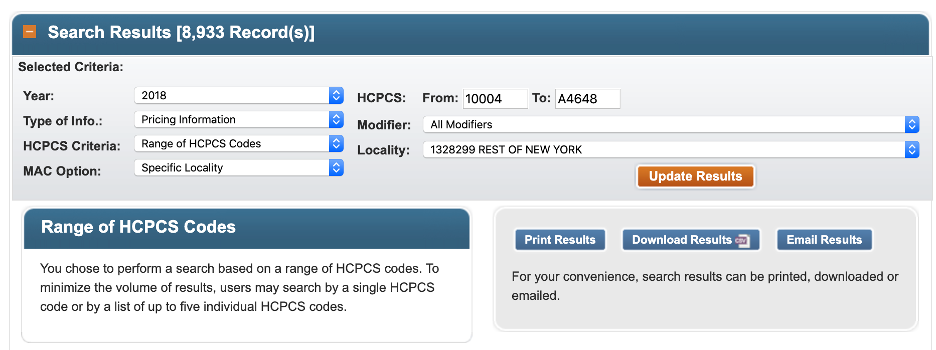 Search Results [8,933 Record(s)]
Selected Criteria:
Year: 2018
Type of Info.: Pricing Information
HCPCS Criteria: Range of HCPCS Codes
MAC Option: Specific Locality
HCPCS: From: 10004 To: A4648
Modifier: All Modifiers
Locality: 1328299 REST OF NEW YORK
Update Results
Range of HCPCS Codes
You chose to perform a search based on a range of HCPCS codes. To
minimize the volume of results, users may search by a single HCPCS
code or by a list of up to five individual HCPCS codes.
Print Results Download Results CSV Email Results
For your convenience, search results can be printed, downloaded or
emailed.